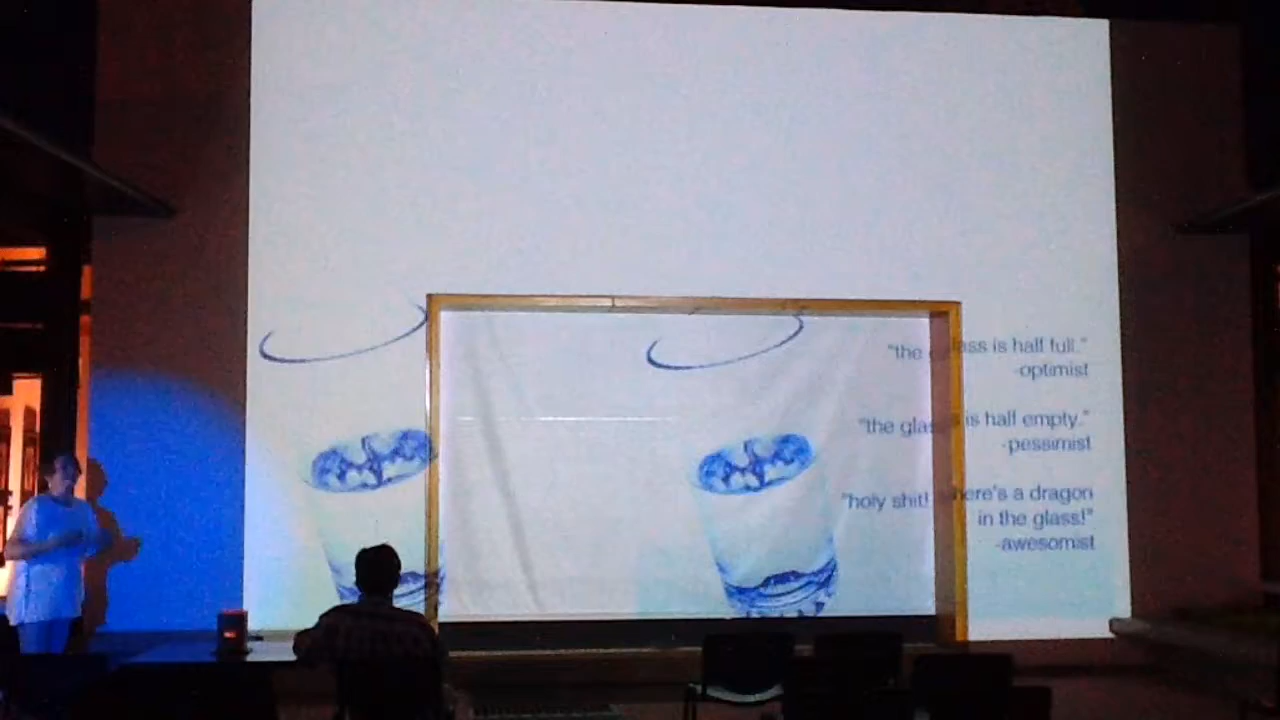 "the glass is half full."
-optimist
"the glass is half empty."
-pessimist
"holy shit! there's a dragon
in the glass!"
-awesomist